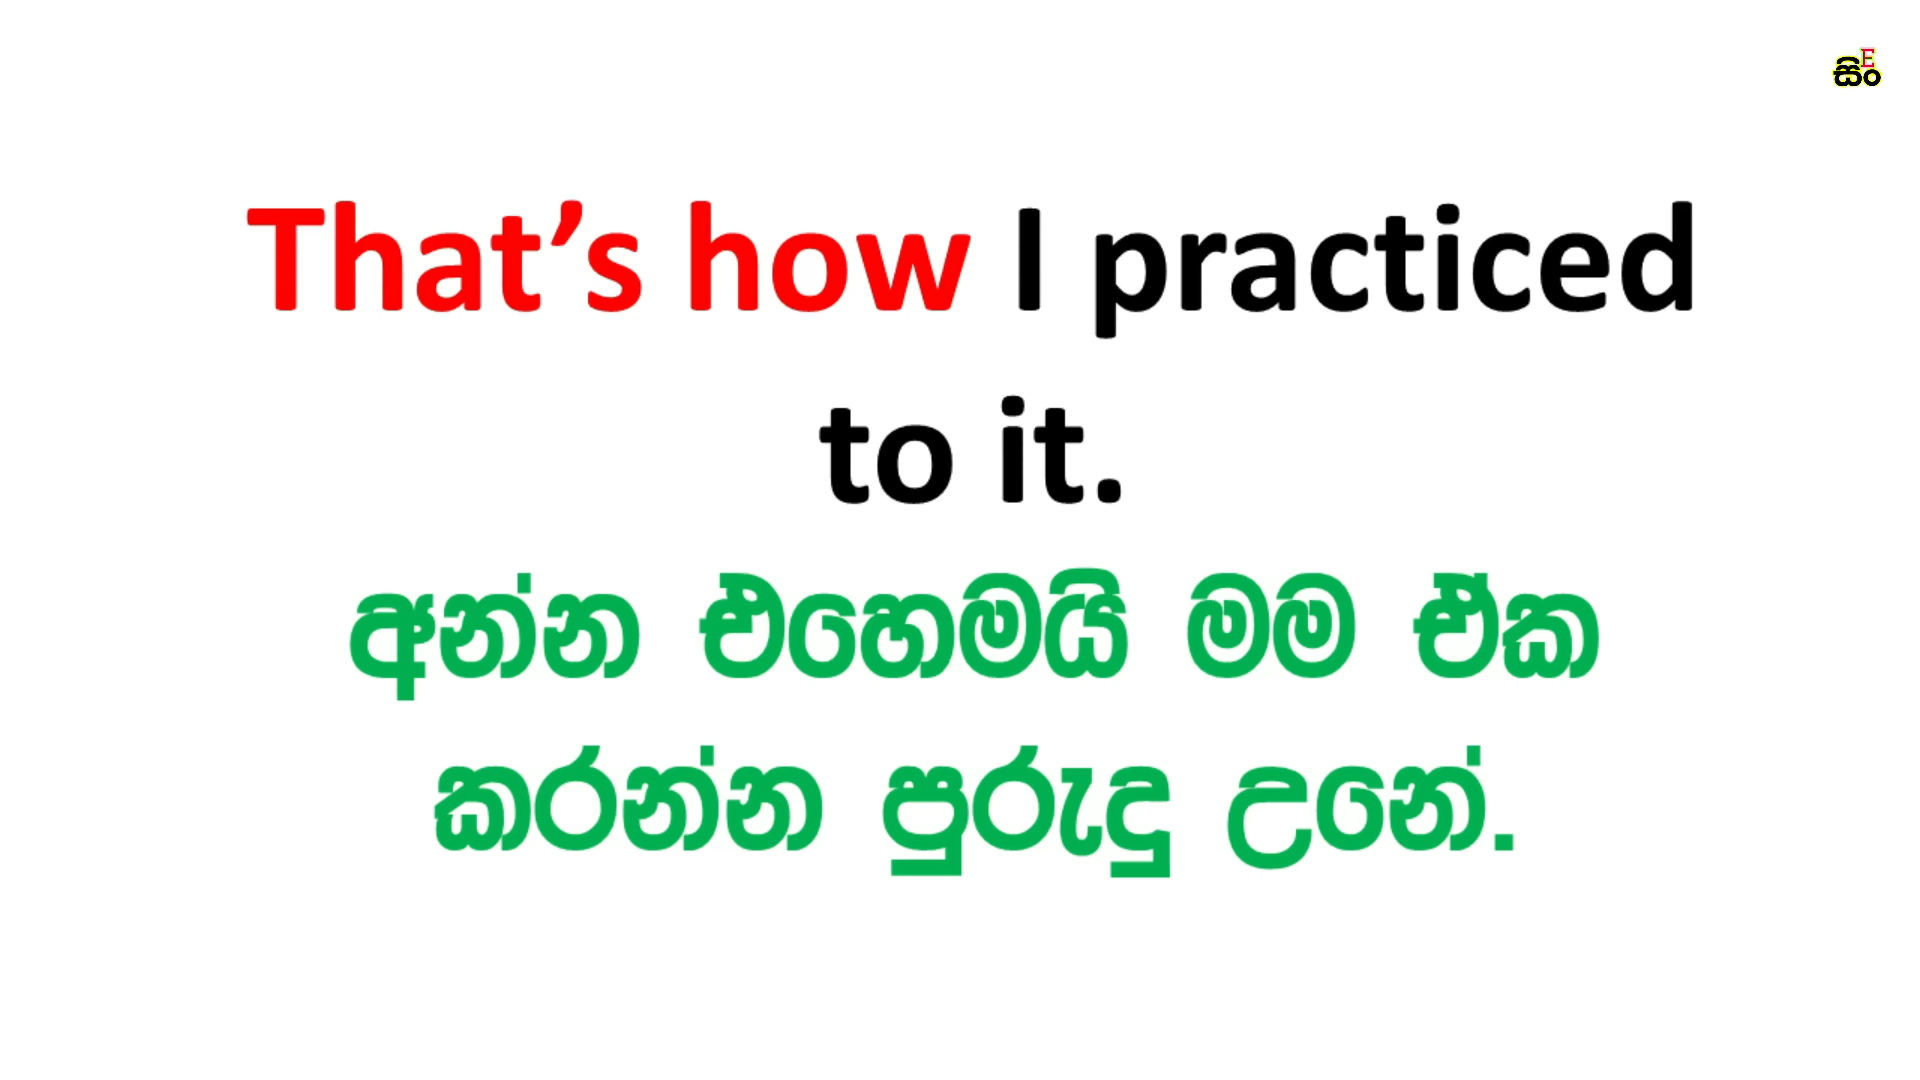 සිං
E
That’s how I practiced
to it.
අන්න එහෙමයි මම ඒක
කරන්න පුරුදු උනේ.